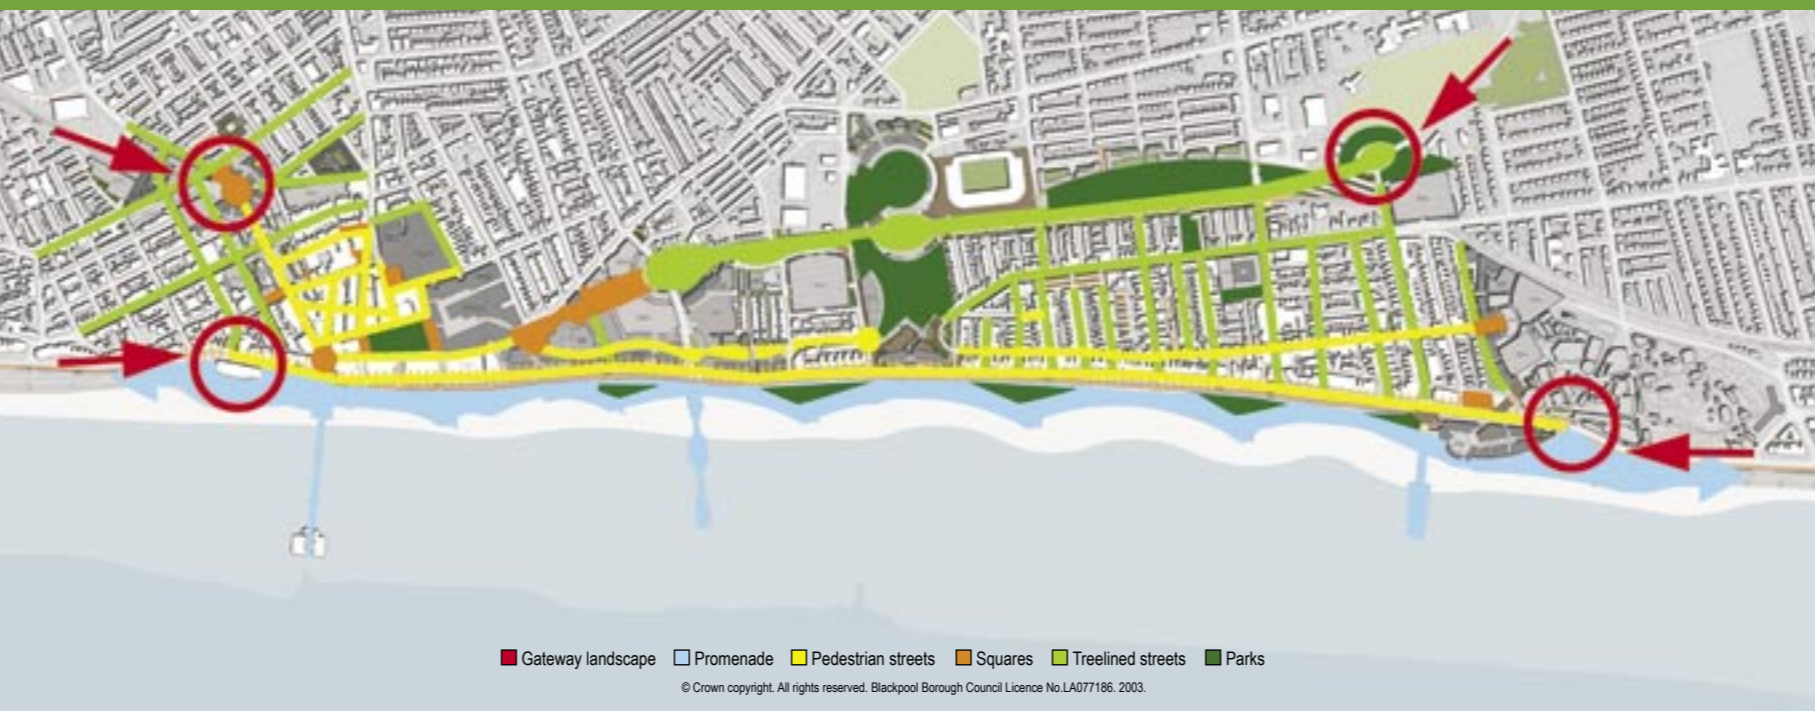 Gateway landscape Promenade Pedestrian streets Squares Treelined streets Parks
© Crown copyright. All rights reserved. Blackpool Borough Council Licence No.LA077186. 2003.